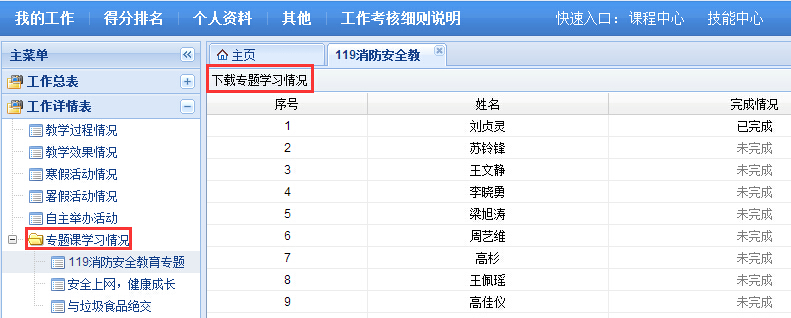 我的工作 得分排名 个人资料 其他 工作考核细则说明 快速入口： 课程中心 技能中心
主菜单
工作总表
工作详情表
教学过程情况
教学效果情况
寒假活动情况
暑假活动情况
自主举办活动
专题课学习情况
119消防安全教育专题
安全上网，健康成长
与垃圾食品绝交
主页 119消防安全教
下载专题学习情况
序号 姓名 完成情况
1 刘贞灵 已完成
2 苏铃锋 未完成
3 王文静 未完成
4 李晓勇 未完成
5 梁旭涛 未完成
6 周艺维 未完成
7 高杉 未完成
8 王佩瑶 未完成
9 高佳仪 未完成